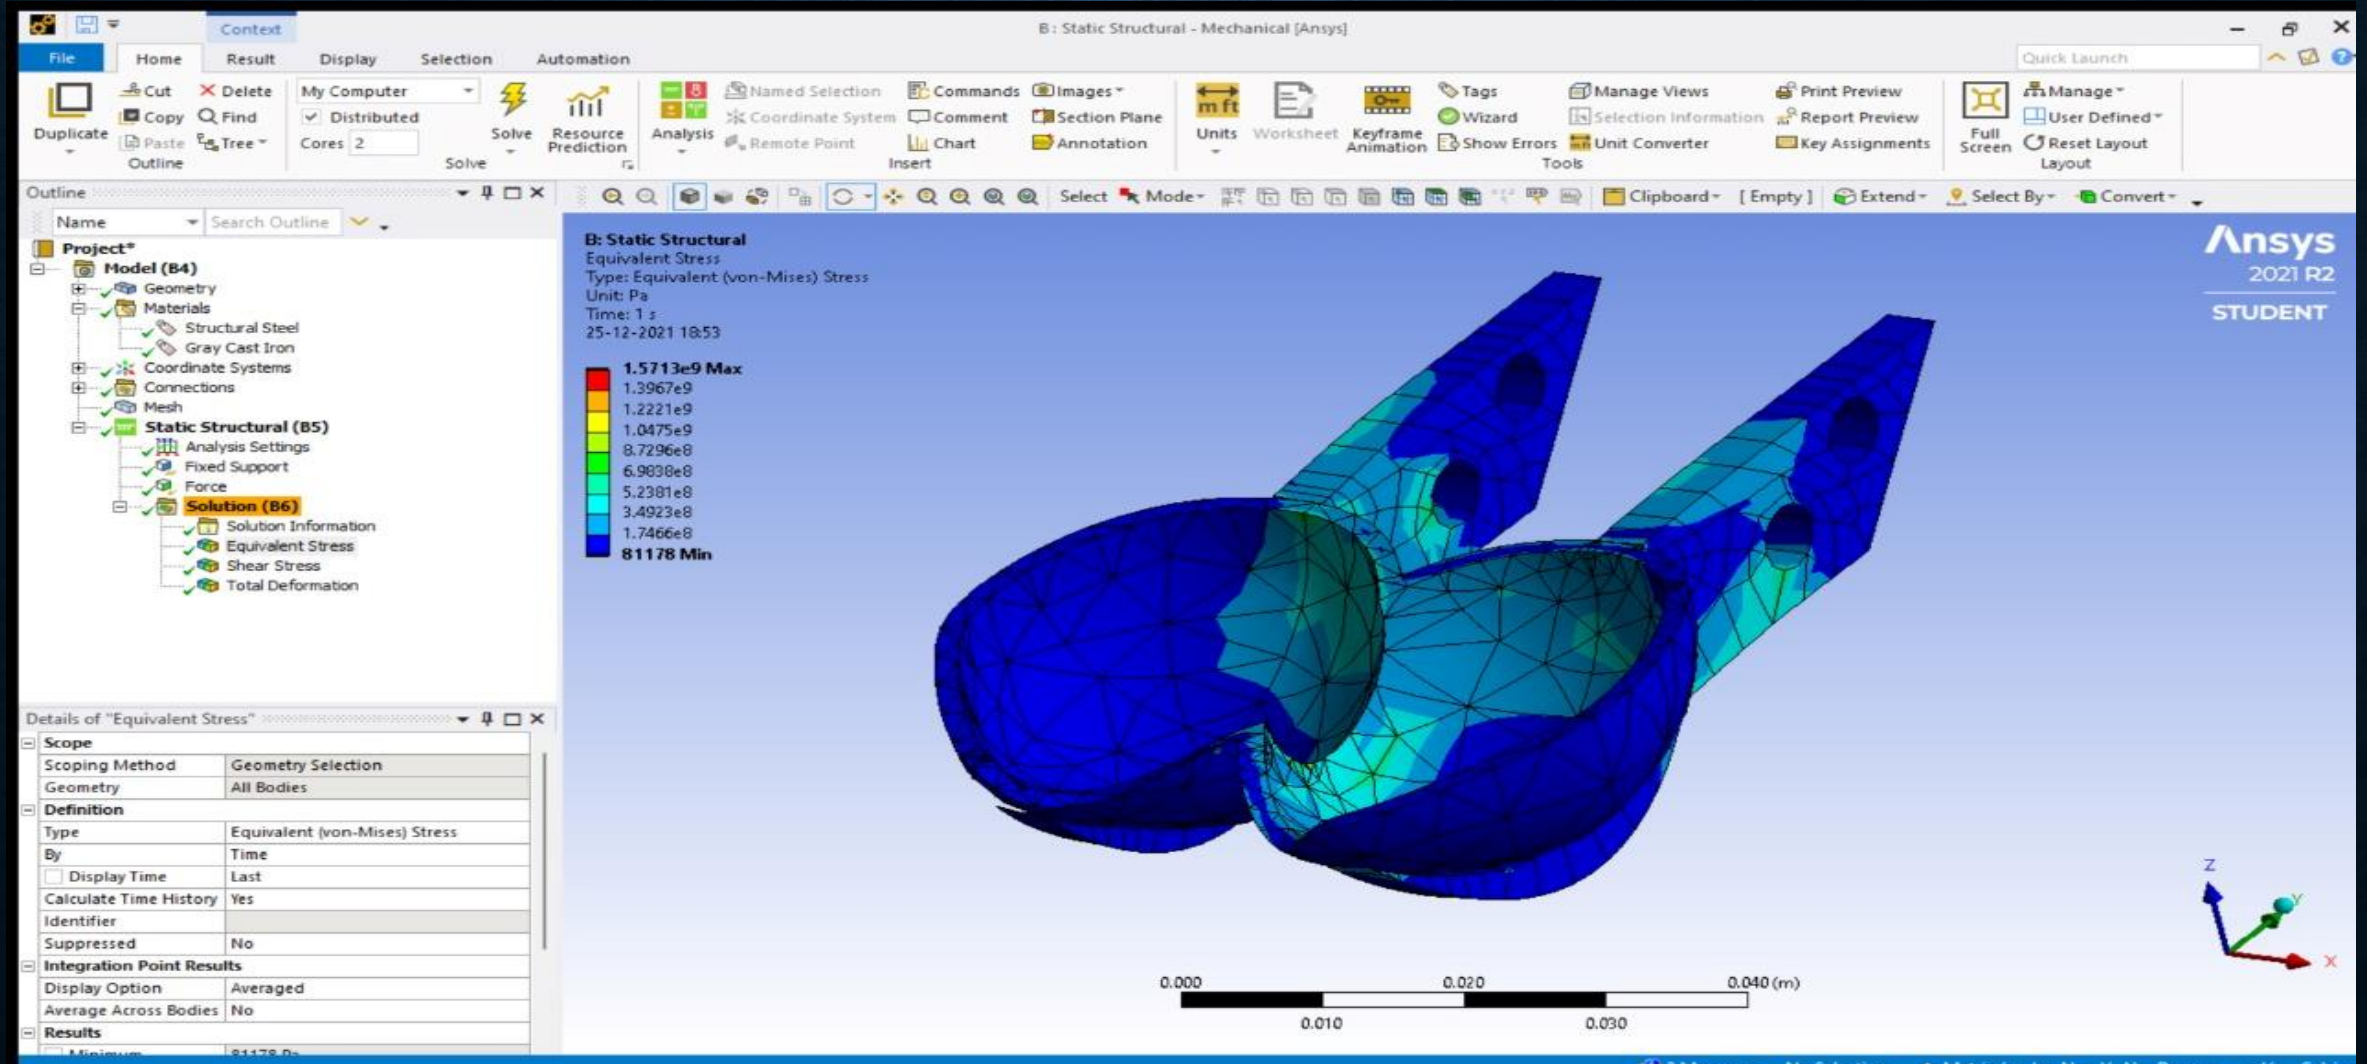 Context
B : Static Structural - Mechanical [Ansys]
File Home Result Display Selection Automation
Quick Launch
Duplicate
Cut
Copy
Paste
Delete
Find
Tree
Outline
My Computer
Distributed
Cores 2
Solve
Resource Prediction
Solve
Analysis
Named Selection
Coordinate System
Remote Point
Commands
Comment
Chart
Images
Section Plane
Annotation
Insert
m ft
Units
Worksheet
Keyframe Animation
Tags
Wizard
Show Errors
Manage Views
Selection Information
Unit Converter
Print Preview
Report Preview
Key Assignments
Tools
Full Screen
Manage
User Defined
Reset Layout
Layout
Outline
Name Search Outline
Select Mode Clipboard [ Empty ] Extend Select By Convert
Project*
Model (B4)
Geometry
Materials
Structural Steel
Gray Cast Iron
Coordinate Systems
Connections
Mesh
Static Structural (B5)
Analysis Settings
Fixed Support
Force
Solution (B6)
Solution Information
Equivalent Stress
Shear Stress
Total Deformation
B: Static Structural
Equivalent Stress
Type: Equivalent (von-Mises) Stress
Unit: Pa
Time: 1 s
25-12-2021 18:53
1.5713e9 Max
1.3967e9
1.2221e9
1.0475e9
8.7296e8
6.9838e8
5.2381e8
3.4923e8
1.7466e8
81178 Min
Ansys
2021 R2
STUDENT
Details of "Equivalent Stress"
Scope
Scoping Method Geometry Selection
Geometry All Bodies
Definition
Type Equivalent (von-Mises) Stress
By Time
Display Time Last
Calculate Time History Yes
Identifier
Suppressed No
Integration Point Results
Display Option Averaged
Average Across Bodies No
Results
Minimum 81178 Pa
0.000 0.020 0.040 (m)
0.010 0.030
Z
Y
X